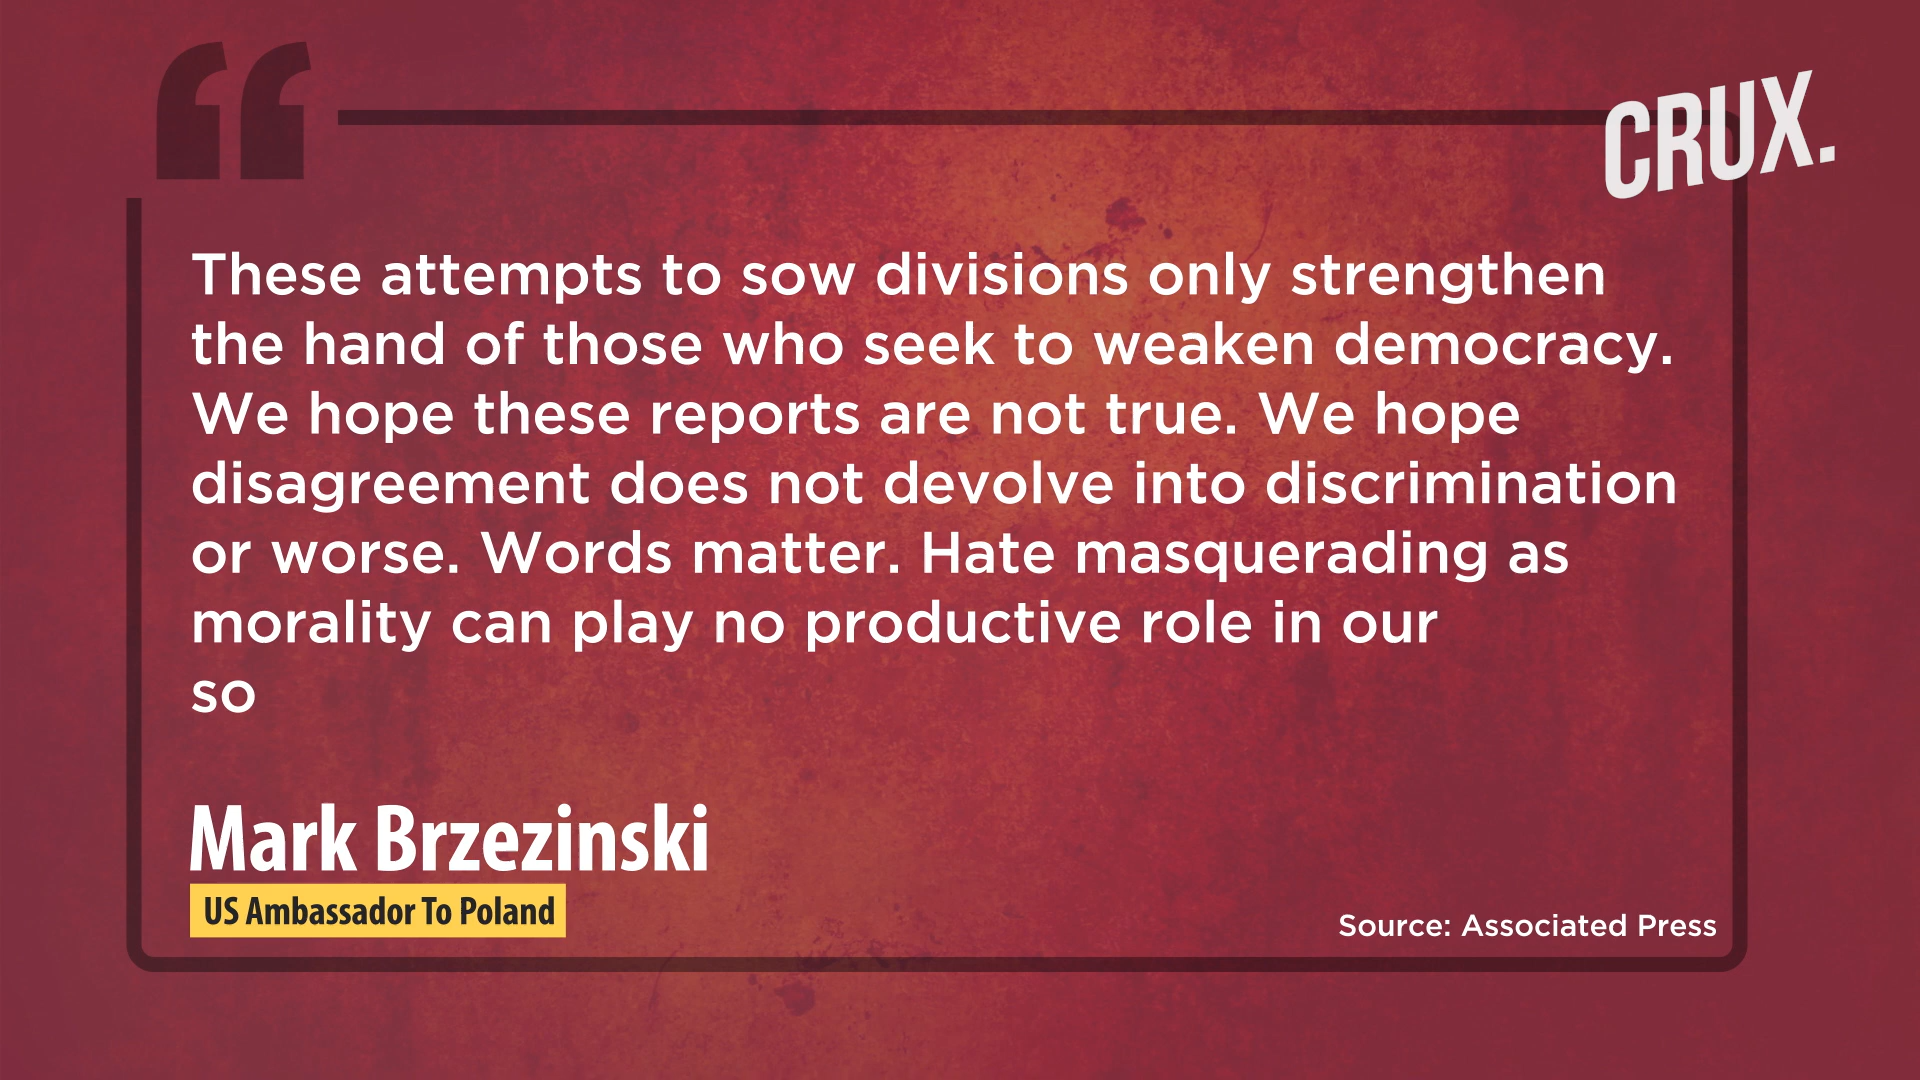 CRUX.
These attempts to sow divisions only strengthen
the hand of those who seek to weaken democracy.
We hope these reports are not true. We hope
disagreement does not devolve into discrimination
or worse. Words matter. Hate masquerading as
morality can play no productive role in our
so
Mark Brzezinski
US Ambassador To Poland
Source: Associated Press